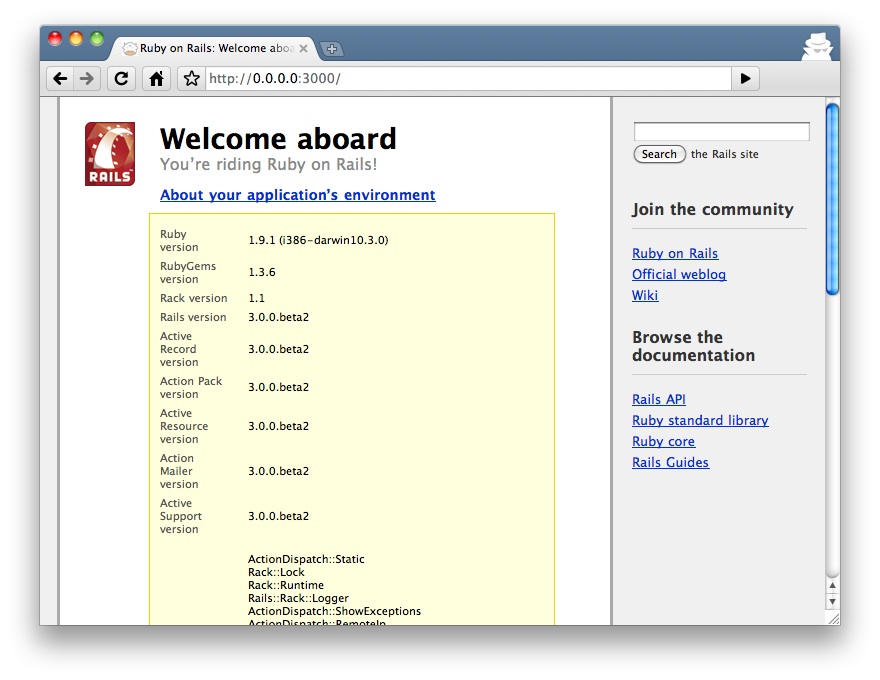 Ruby on Rails: Welcome aboa
http://0.0.0.0:3000/
RAILS
Welcome aboard
You're riding Ruby on Rails!
About your application's environment
Ruby
version
1.9.1 (i386-darwin10.3.0)
RubyGems
version
1.3.6
Rack version 1.1
Rails version 3.0.0.beta2
Active
Record
version
3.0.0.beta2
Action Pack
version
3.0.0.beta2
Active
Resource
version
3.0.0.beta2
Action
Mailer
version
3.0.0.beta2
Active
Support
version
3.0.0.beta2
ActionDispatch::Static
Rack::Lock
Rack::Runtime
Rails::Rack::Logger
ActionDispatch::ShowExceptions
ActionDispatch::RemoteIp
Search the Rails site
Join the community
Ruby on Rails
Official weblog
Wiki
Browse the
documentation
Rails API
Ruby standard library
Ruby core
Rails Guides